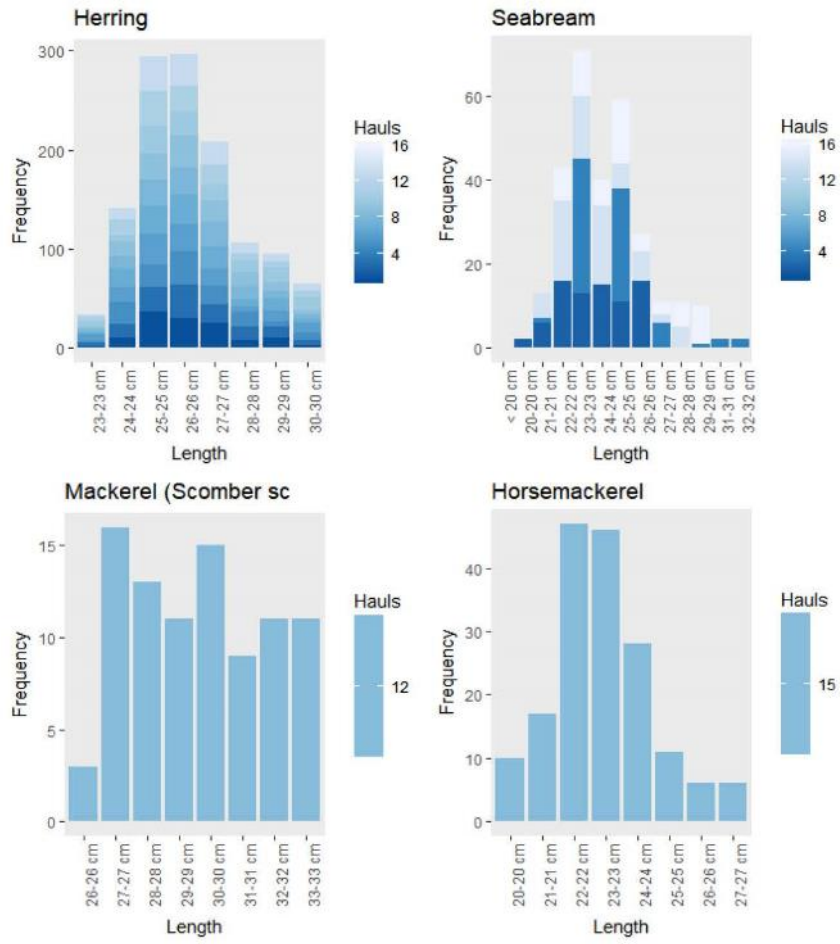 Herring
300
200
100
0
Frequency
23-23 cm
24-24 cm
25-25 cm
26-26 cm
27-27 cm
28-28 cm
29-29 cm
30-30 cm
Length
Hauls
16
12
8
4
Seabream
60
40
20
0
Frequency
< 20 cm
20-20 cm
21-21 cm
22-22 cm
23-23 cm
24-24 cm
25-25 cm
26-26 cm
27-27 cm
28-28 cm
29-29 cm
31-31 cm
32-32 cm
Length
Hauls
16
12
8
4
Mackerel (Scomber sc
15
10
5
0
Frequency
26-26 cm
27-27 cm
28-28 cm
29-29 cm
30-30 cm
31-31 cm
32-32 cm
33-33 cm
Length
Hauls
12
Horsemackerel
40
30
20
10
0
Frequency
20-20 cm
21-21 cm
22-22 cm
23-23 cm
24-24 cm
25-25 cm
26-26 cm
27-27 cm
Length
Hauls
15